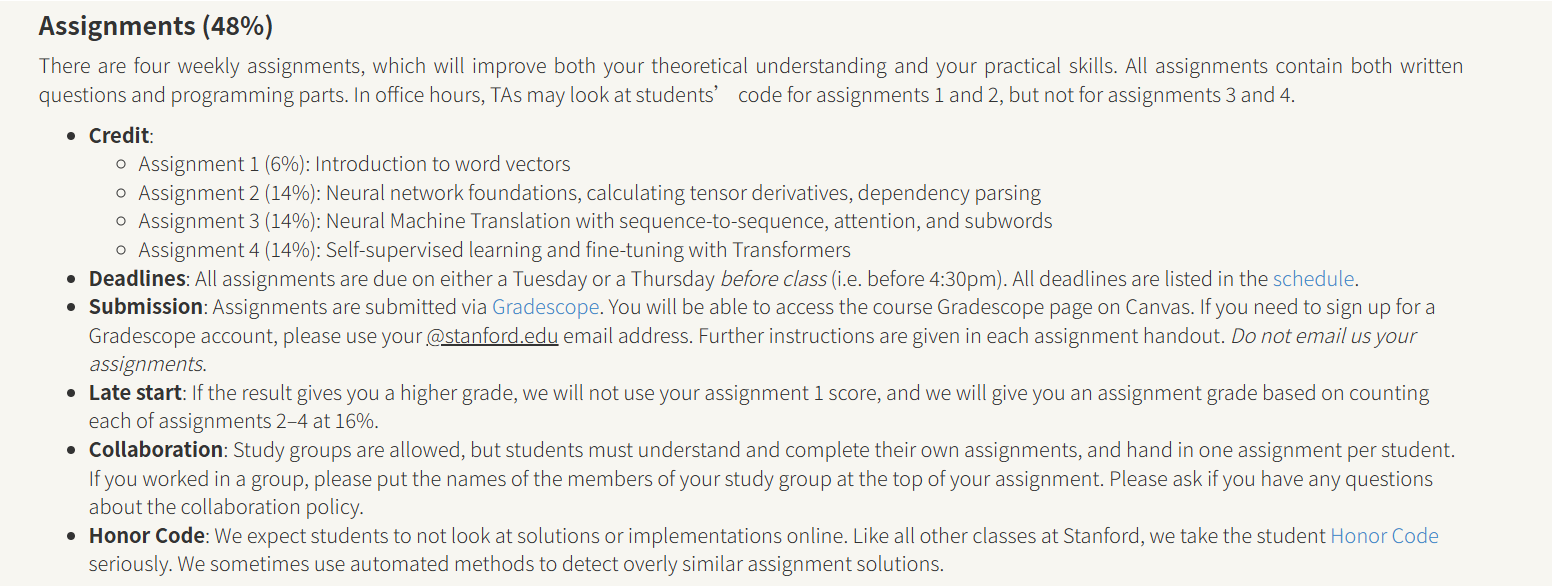 Assignments (48%)
There are four weekly assignments, which will improve both your theoretical understanding and your practical skills. All assignments contain both written
questions and programming parts. In office hours, TAs may look at students’ code for assignments 1 and 2, but not for assignments 3 and 4.
• Credit:
○ Assignment 1 (6%): Introduction to word vectors
○ Assignment 2 (14%): Neural network foundations, calculating tensor derivatives, dependency parsing
○ Assignment 3 (14%): Neural Machine Translation with sequence-to-sequence, attention, and subwords
○ Assignment 4 (14%): Self-supervised learning and fine-tuning with Transformers
• Deadlines: All assignments are due on either a Tuesday or a Thursday before class (i.e. before 4:30pm). All deadlines are listed in the schedule.
• Submission: Assignments are submitted via Gradescope. You will be able to access the course Gradescope page on Canvas. If you need to sign up for a
Gradescope account, please use your @stanford.edu email address. Further instructions are given in each assignment handout. Do not email us your
assignments.
• Late start: If the result gives you a higher grade, we will not use your assignment 1 score, and we will give you an assignment grade based on counting
each of assignments 2–4 at 16%.
• Collaboration: Study groups are allowed, but students must understand and complete their own assignments, and hand in one assignment per student.
If you worked in a group, please put the names of the members of your study group at the top of your assignment. Please ask if you have any questions
about the collaboration policy.
• Honor Code: We expect students to not look at solutions or implementations online. Like all other classes at Stanford, we take the student Honor Code
seriously. We sometimes use automated methods to detect overly similar assignment solutions.